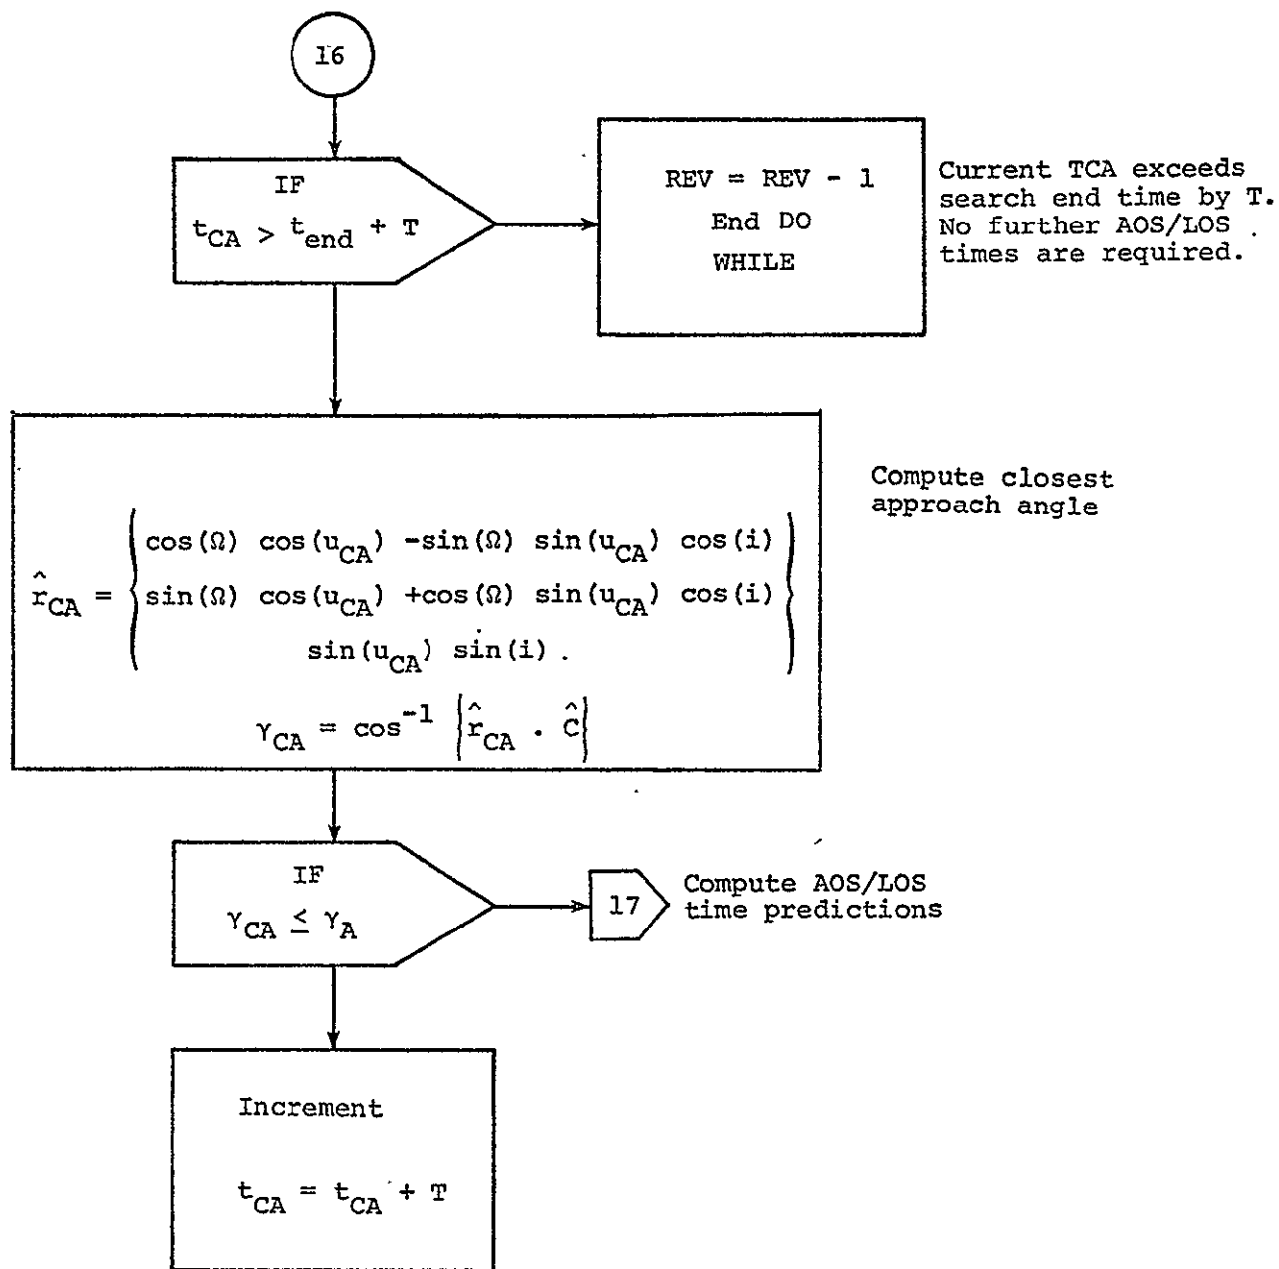 16
IF
t_CA > t_end + T
REV = REV - 1
End DO
WHILE
Current TCA exceeds
search end time by T.
No further AOS/LOS
times are required.
Compute closest
approach angle
r̂_CA = { cos(Ω) cos(u_CA) -sin(Ω) sin(u_CA) cos(i)
sin(Ω) cos(u_CA) +cos(Ω) sin(u_CA) cos(i)
sin(u_CA) sin(i) . }
γ_CA = cos^-1 { r̂_CA . Ĉ }
IF
γ_CA ≤ γ_A
17
Compute AOS/LOS
time predictions
Increment
t_CA = t_CA + T